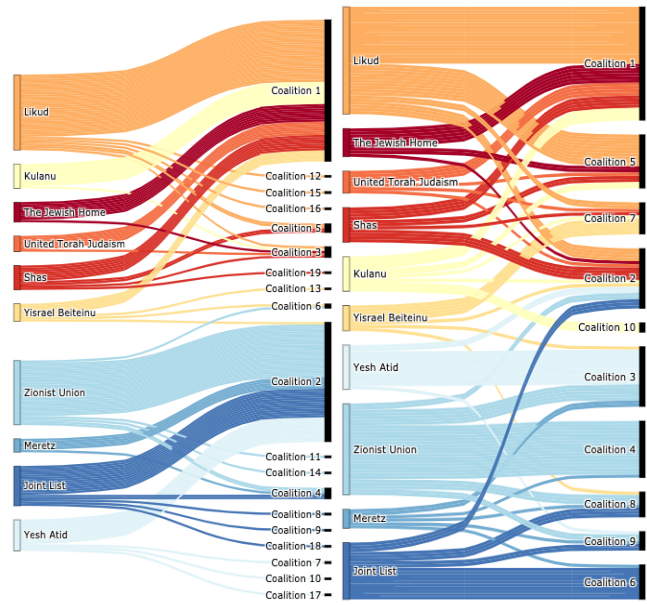 Likud
Kulanu
The Jewish Home
United Torah Judaism
Shas
Yisrael Beiteinu
Zionist Union
Meretz
Joint List
Yesh Atid
Coalition 1
Coalition 12
Coalition 15
Coalition 16
Coalition 5
Coalition 3
Coalition 19
Coalition 13
Coalition 6
Coalition 2
Coalition 11
Coalition 14
Coalition 4
Coalition 8
Coalition 9
Coalition 18
Coalition 7
Coalition 10
Coalition 17
Likud
The Jewish Home
United Torah Judaism
Shas
Kulanu
Yisrael Beiteinu
Yesh Atid
Zionist Union
Meretz
Joint List
Coalition 1
Coalition 5
Coalition 7
Coalition 2
Coalition 10
Coalition 3
Coalition 4
Coalition 8
Coalition 9
Coalition 6